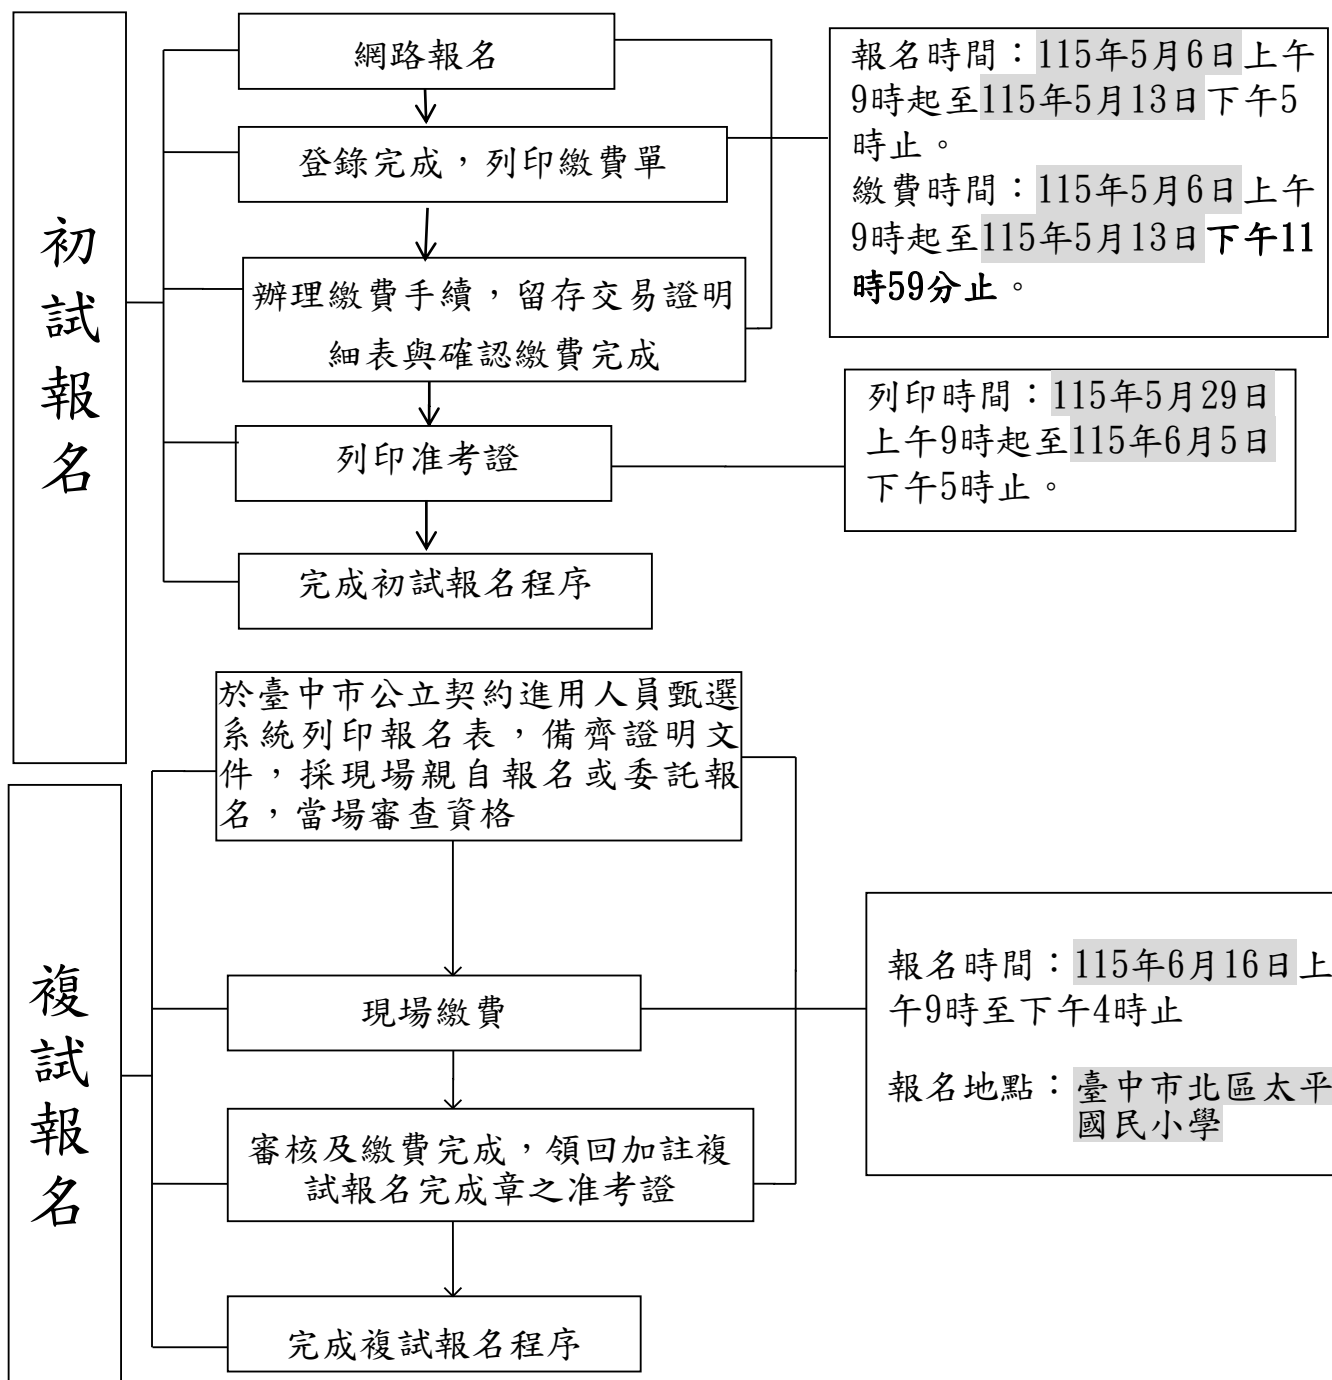 初試報名
網路報名
登錄完成，列印繳費單
辦理繳費手續，留存交易證明
細表與確認繳費完成
列印准考證
完成初試報名程序
報名時間：115年5月6日上午
9時起至115年5月13日下午5
時止。
繳費時間：115年5月6日上午
9時起至115年5月13日下午11
時59分止。
列印時間：115年5月29日
上午9時起至115年6月5日
下午5時止。
複試報名
於臺中市公立契約進用人員甄選
系統列印報名表，備齊證明文
件，採現場親自報名或委託報
名，當場審查資格
現場繳費
審核及繳費完成，領回加註複
試報名完成章之准考證
完成複試報名程序
報名時間：115年6月16日上
午9時至下午4時止
報名地點：臺中市北區太平
國民小學